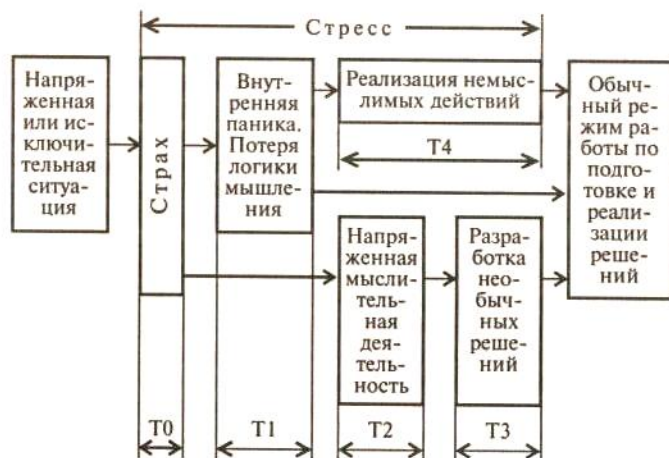 Стресс
Напря-
женная
или ис-
ключи-
тельная
ситуа-
ция
Страх
Внут-
ренняя
паника.
Потеря
логики
мышле-
ния
Реализация немыс-
лимых действий
Т4
Обыч-
ный ре-
жим ра-
боты по
подго-
товке и
реали-
зации
решений
Напря-
женная
мысли-
тель-
ная
дея-
тель-
ность
Разра-
ботка
нео-
быч-
ных
реше-
ний
Т0
Т1
Т2
Т3